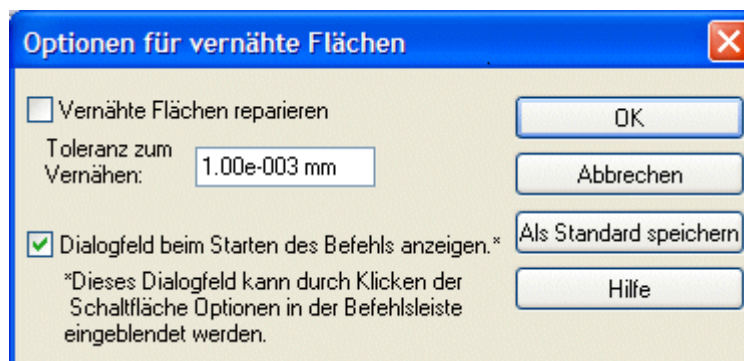 Optionen für vernähte Flächen
Vernähte Flächen reparieren
Toleranz zum
Vernähen:
1.00e-003 mm
Dialogfeld beim Starten des Befehls anzeigen.*
*Dieses Dialogfeld kann durch Klicken der
Schaltfläche Optionen in der Befehlsleiste
eingeblendet werden.
OK
Abbrechen
Als Standard speichern
Hilfe